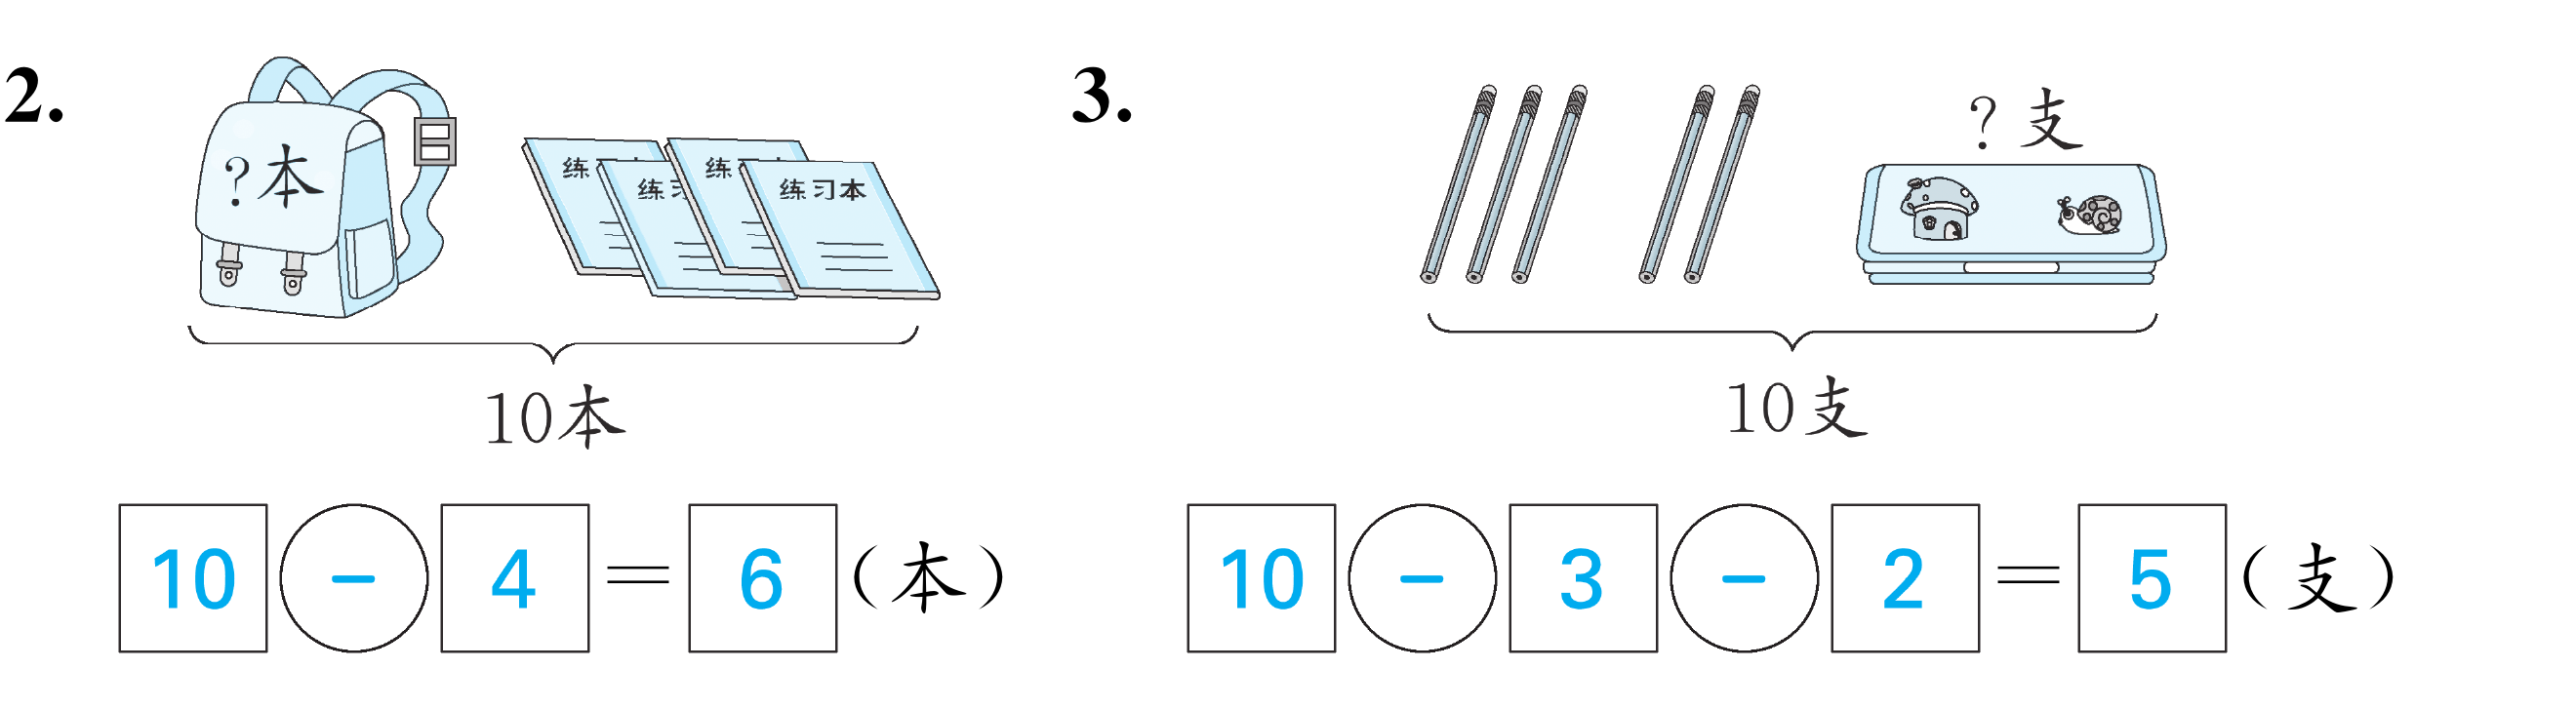 2.
?本
练
练习
练
练习本
10本
10 - 4 = 6 (本)
3.
?支
10支
10 - 3 - 2 = 5 (支)